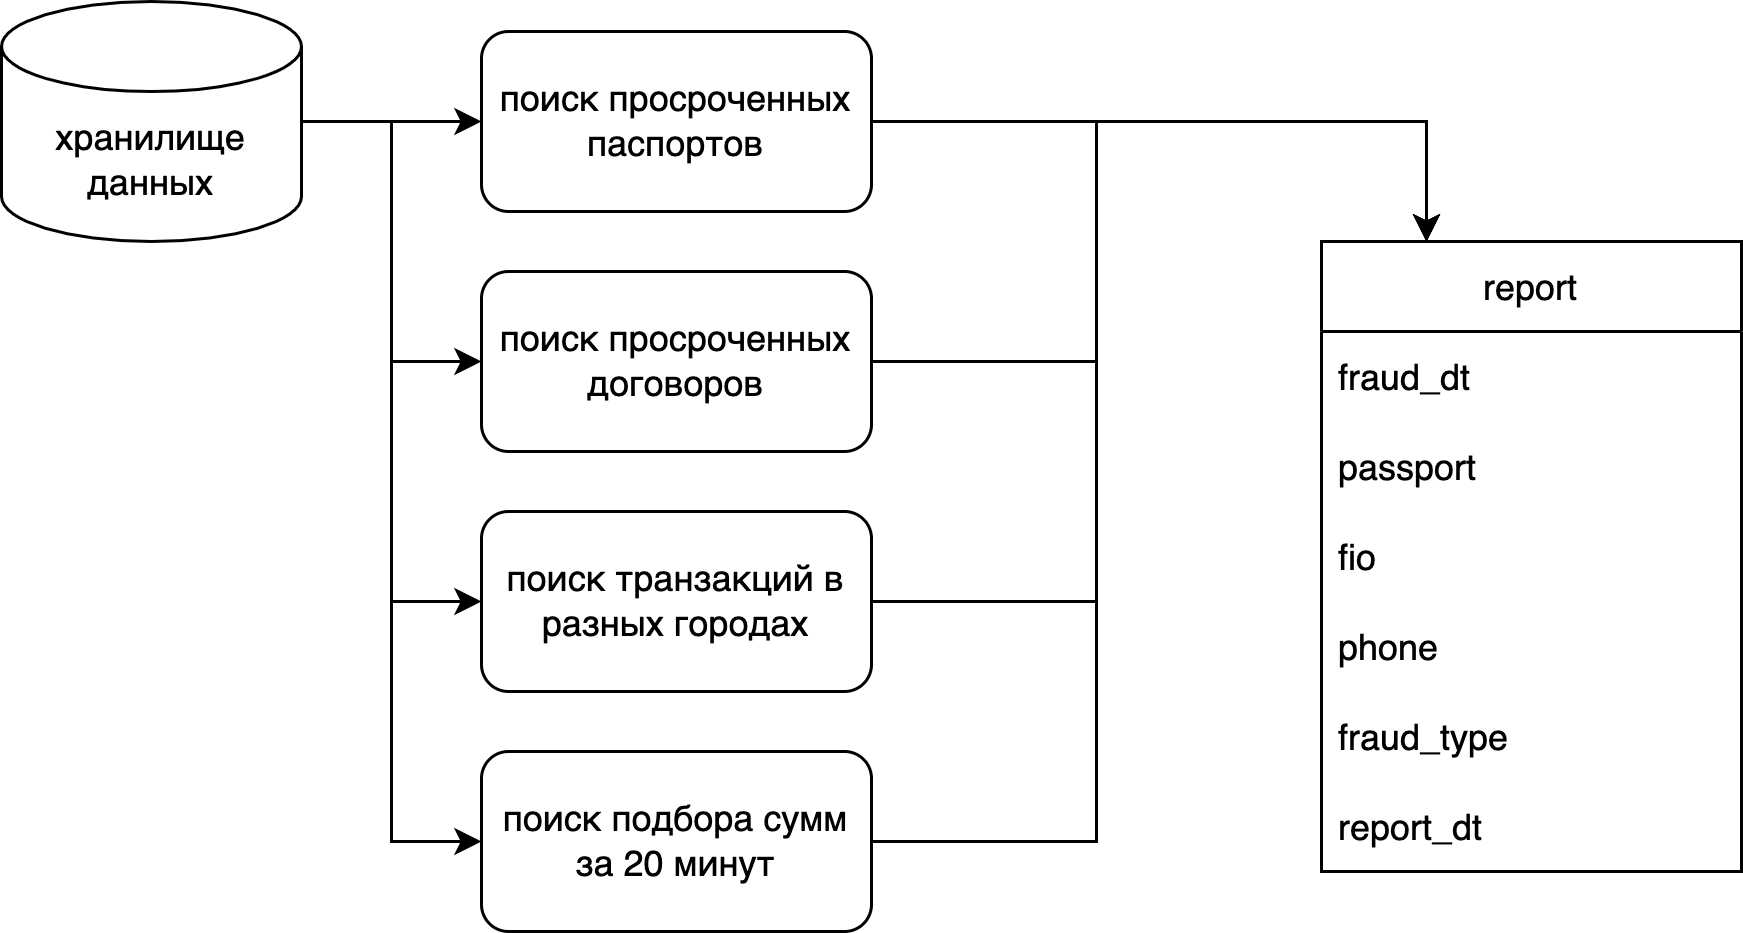 хранилище
данных
поиск просроченных
паспортов
поиск просроченных
договоров
поиск транзакций в
разных городах
поиск подбора сумм
за 20 минут
report
fraud_dt
passport
fio
phone
fraud_type
report_dt